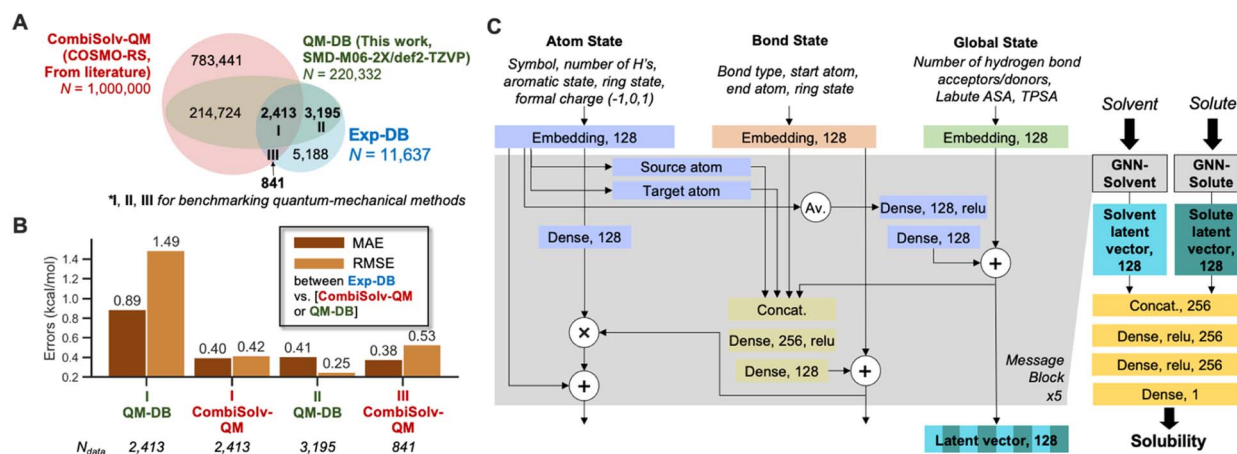 A
CombiSolv-QM
(COSMO-RS,
From literature)
N = 1,000,000
783,441
QM-DB (This work,
SMD-M06-2X/def2-TZVP)
N = 220,332
214,724
2,413
I
3,195
II
III
5,188
Exp-DB
N = 11,637
841
*I, II, III for benchmarking quantum-mechanical methods
B
Errors (kcal/mol)
1.4
1.2
1.0
0.8
0.6
0.4
0.2
0.89
1.49
0.40
0.42
0.41
0.25
0.38
0.53
MAE
RMSE
between Exp-DB
vs. [CombiSolv-QM
or QM-DB]
I
QM-DB
I
CombiSolv-
QM
II
QM-DB
III
CombiSolv-
QM
Ndata
2,413
2,413
3,195
841
C
Atom State
Symbol, number of H's,
aromatic state, ring state,
formal charge (-1,0,1)
Embedding, 128
Bond State
Bond type, start atom,
end atom, ring state
Embedding, 128
Global State
Number of hydrogen bond
acceptors/donors,
Labute ASA, TPSA
Embedding, 128
Source atom
Target atom
Av.
Dense, 128, relu
Dense, 128
Dense, 128
+
Concat.
×
Dense, 256, relu
Dense, 128
+
+
Message
Block
x5
Latent vector, 128
Solvent
Solute
GNN-
Solvent
GNN-
Solute
Solvent
latent
vector,
128
Solute
latent
vector,
128
Concat., 256
Dense, relu, 256
Dense, relu, 256
Dense, 1
Solubility